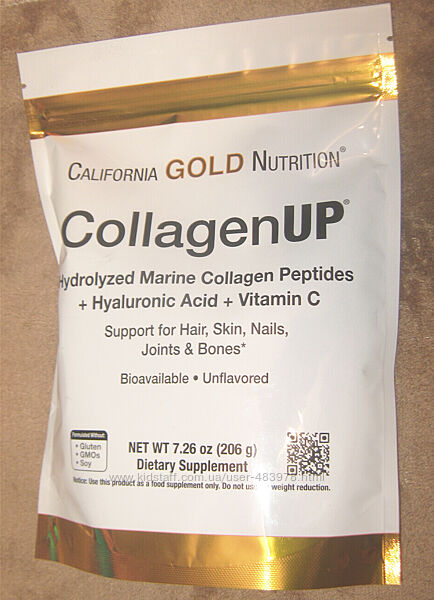 CALIFORNIA GOLD NUTRITION®
CollagenUP®
Hydrolyzed Marine Collagen Peptides
+ Hyaluronic Acid + Vitamin C
Support for Hair, Skin, Nails,
Joints & Bones*
Bioavailable • Unflavored
Formulated Without:
• Gluten
• GMOs
• Soy
NET WT 7.26 oz (206 g)
Dietary Supplement
kidstaff.com.ua/user-483978.html
Notice: Use this product as a food supplement only. Do not use for weight reduction.